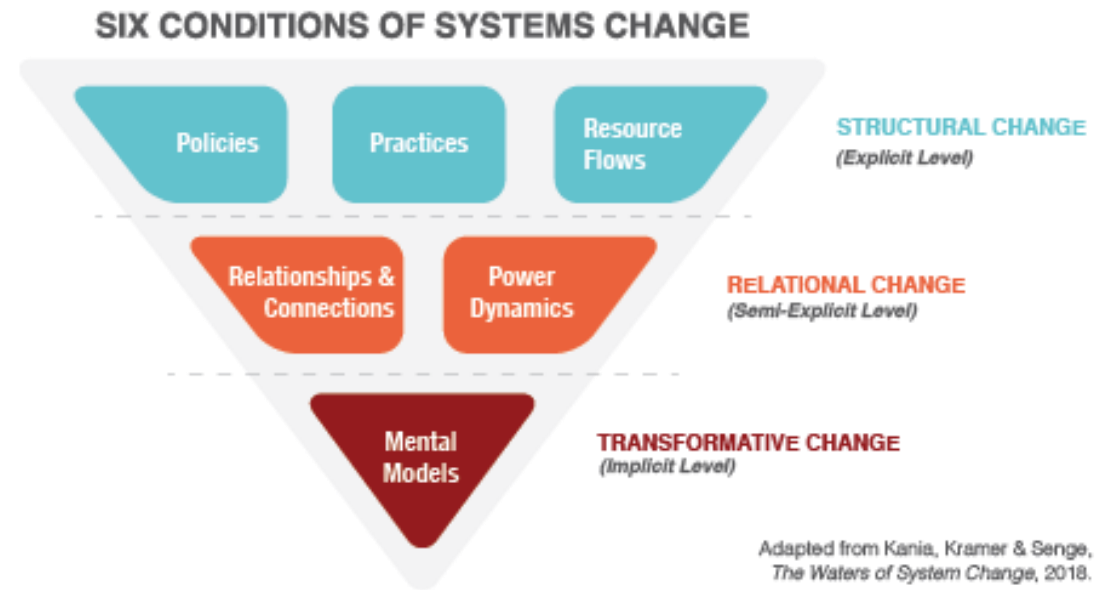 SIX CONDITIONS OF SYSTEMS CHANGE
Policies
Practices
Resource
Flows
STRUCTURAL CHANGE
(Explicit Level)
Relationships &
Connections
Power
Dynamics
RELATIONAL CHANGE
(Semi-Explicit Level)
Mental
Models
TRANSFORMATIVE CHANGE
(Implicit Level)
Adapted from Kania, Kramer & Senge,
The Waters of System Change, 2018.